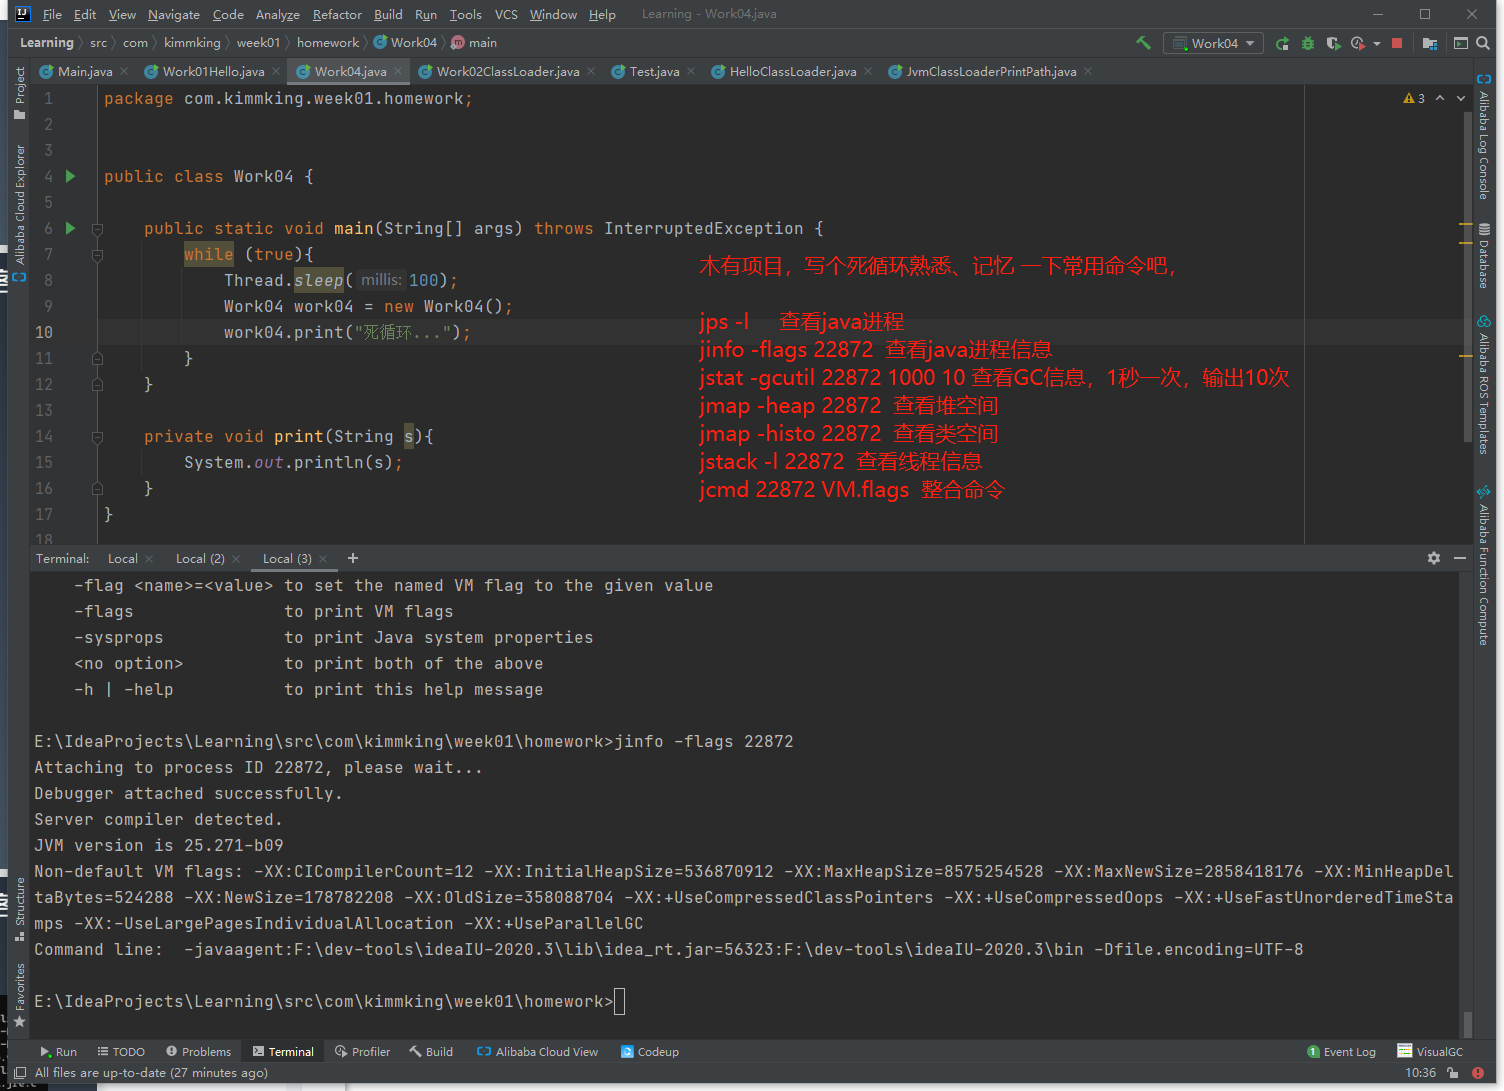 File Edit View Navigate Code Analyze Refactor Build Run Tools VCS Window Help Learning - Work04.java
Learning src com kimmking week01 homework Work04 main Work04
Main.java Work01Hello.java Work04.java Work02ClassLoader.java Test.java HelloClassLoader.java JvmClassLoaderPrintPath.java
3
1 package com.kimmking.week01.homework;
2
3
4 public class Work04 {
5
6 public static void main(String[] args) throws InterruptedException {
7 while (true){
8 Thread.sleep( millis: 100);
9 Work04 work04 = new Work04();
10 work04.print("死循环...");
11 }
12 }
13
14 private void print(String s){
15 System.out.println(s);
16 }
17 }
18
木有项目，写个死循环熟悉、记忆 一下常用命令吧，
jps -l 查看java进程
jinfo -flags 22872 查看java进程信息
jstat -gcutil 22872 1000 10 查看GC信息，1秒一次，输出10次
jmap -heap 22872 查看堆空间
jmap -histo 22872 查看类空间
jstack -l 22872 查看线程信息
jcmd 22872 VM.flags 整合命令
Project
Alibaba Cloud Explorer
Structure
Favorites
Alibaba Log Console
Database
Alibaba ROS Templates
Alibaba Function Compute
Terminal: Local Local (2) Local (3)
-flag <name>=<value> to set the named VM flag to the given value
-flags to print VM flags
-sysprops to print Java system properties
<no option> to print both of the above
-h | -help to print this help message
E:\IdeaProjects\Learning\src\com\kimmking\week01\homework>jinfo -flags 22872
Attaching to process ID 22872, please wait...
Debugger attached successfully.
Server compiler detected.
JVM version is 25.271-b09
Non-default VM flags: -XX:CICompilerCount=12 -XX:InitialHeapSize=536870912 -XX:MaxHeapSize=8575254528 -XX:MaxNewSize=2858418176 -XX:MinHeapDel
taBytes=524288 -XX:NewSize=178782208 -XX:OldSize=358088704 -XX:+UseCompressedClassPointers -XX:+UseCompressedOops -XX:+UseFastUnorderedTimeSta
mps -XX:-UseLargePagesIndividualAllocation -XX:+UseParallelGC
Command line: -javaagent:F:\dev-tools\ideaIU-2020.3\lib\idea_rt.jar=56323:F:\dev-tools\ideaIU-2020.3\bin -Dfile.encoding=UTF-8
E:\IdeaProjects\Learning\src\com\kimmking\week01\homework>
Run TODO Problems Terminal Profiler Build Alibaba Cloud View Codeup 1 Event Log VisualGC
All files are up-to-date (27 minutes ago) 10:36